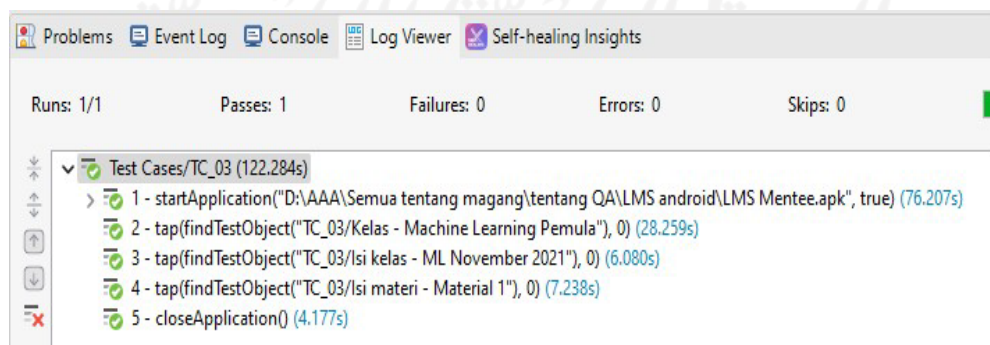 Problems Event Log Console Log Viewer Self-healing Insights
Runs: 1/1 Passes: 1 Failures: 0 Errors: 0 Skips: 0
Test Cases/TC_03 (122.284s)
1 - startApplication("D:\AAA\Semua tentang magang\tentang QA\LMS android\LMS Mentee.apk", true) (76.207s)
2 - tap(findTestObject("TC_03/Kelas - Machine Learning Pemula"), 0) (28.259s)
3 - tap(findTestObject("TC_03/Isi kelas - ML November 2021"), 0) (6.080s)
4 - tap(findTestObject("TC_03/Isi materi - Material 1"), 0) (7.238s)
5 - closeApplication() (4.177s)